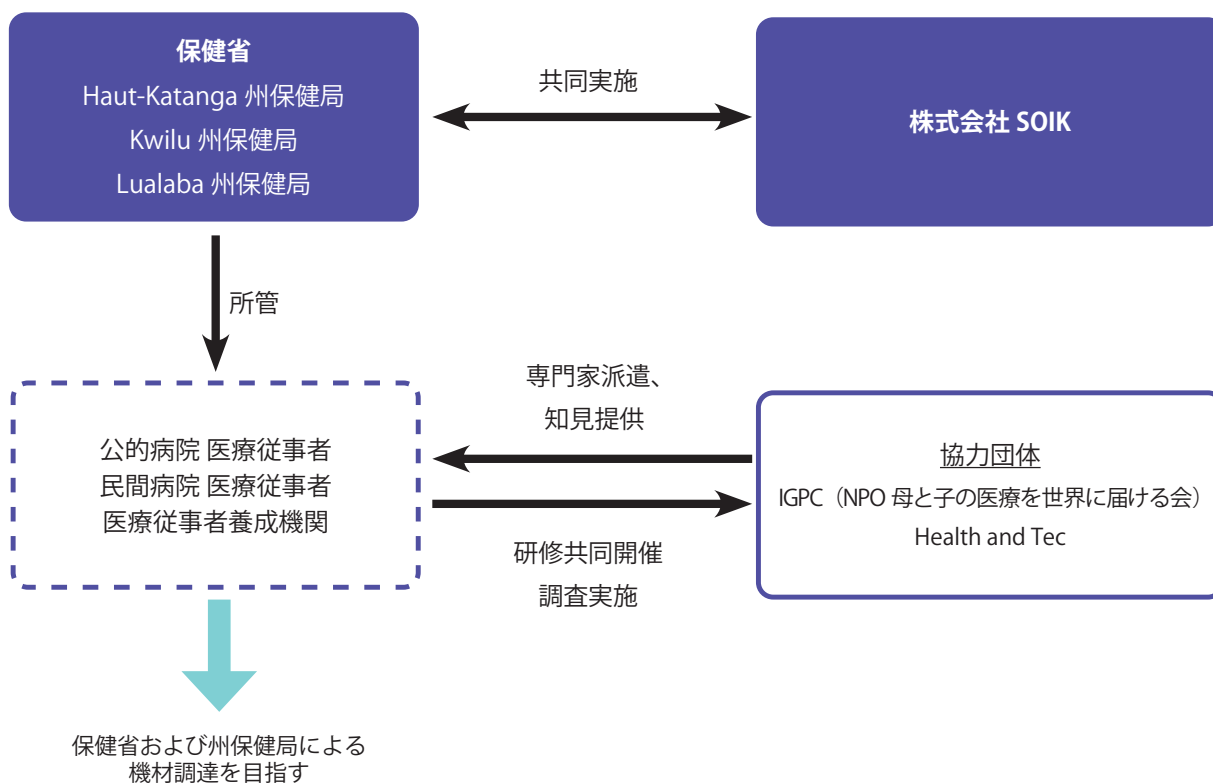 保健省
Haut-Katanga 州保健局
Kwilu 州保健局
Lualaba 州保健局
共同実施
株式会社 SOIK
所管
公的病院 医療従事者
民間病院 医療従事者
医療従事者養成機関
専門家派遣、
知見提供
研修共同開催
調査実施
協力団体
IGPC（NPO 母と子の医療を世界に届ける会）
Health and Tec
保健省および州保健局による
機材調達を目指す